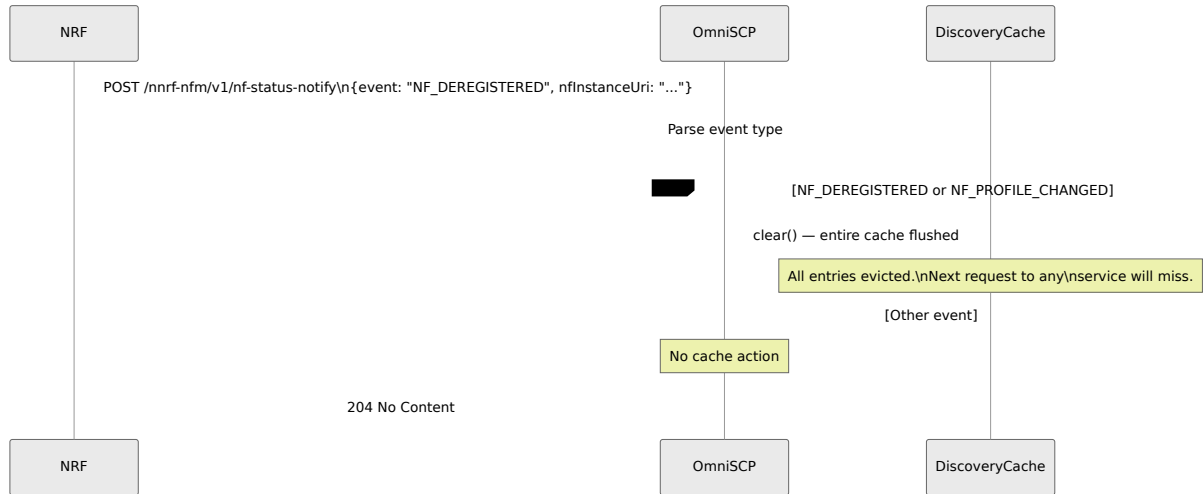 NRF
OmniSCP
DiscoveryCache
POST /nnrf-nfm/v1/nf-status-notify\n{event: "NF_DEREGISTERED", nfInstanceUri: "..."}
Parse event type
[NF_DEREGISTERED or NF_PROFILE_CHANGED]
clear() — entire cache flushed
All entries evicted.\nNext request to any\nservice will miss.
[Other event]
No cache action
204 No Content
NRF
OmniSCP
DiscoveryCache